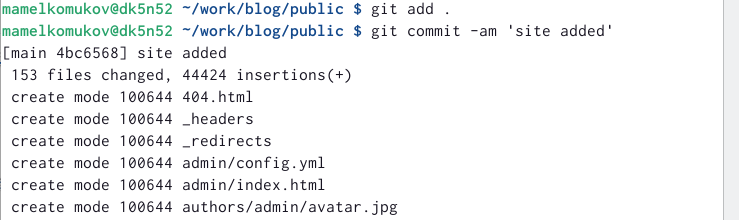 mamelkomukov@dk5n52 ~/work/blog/public $ git add .
mamelkomukov@dk5n52 ~/work/blog/public $ git commit -am 'site added'
[main 4bc6568] site added
 153 files changed, 44424 insertions(+)
 create mode 100644 404.html
 create mode 100644 _headers
 create mode 100644 _redirects
 create mode 100644 admin/config.yml
 create mode 100644 admin/index.html
 create mode 100644 authors/admin/avatar.jpg